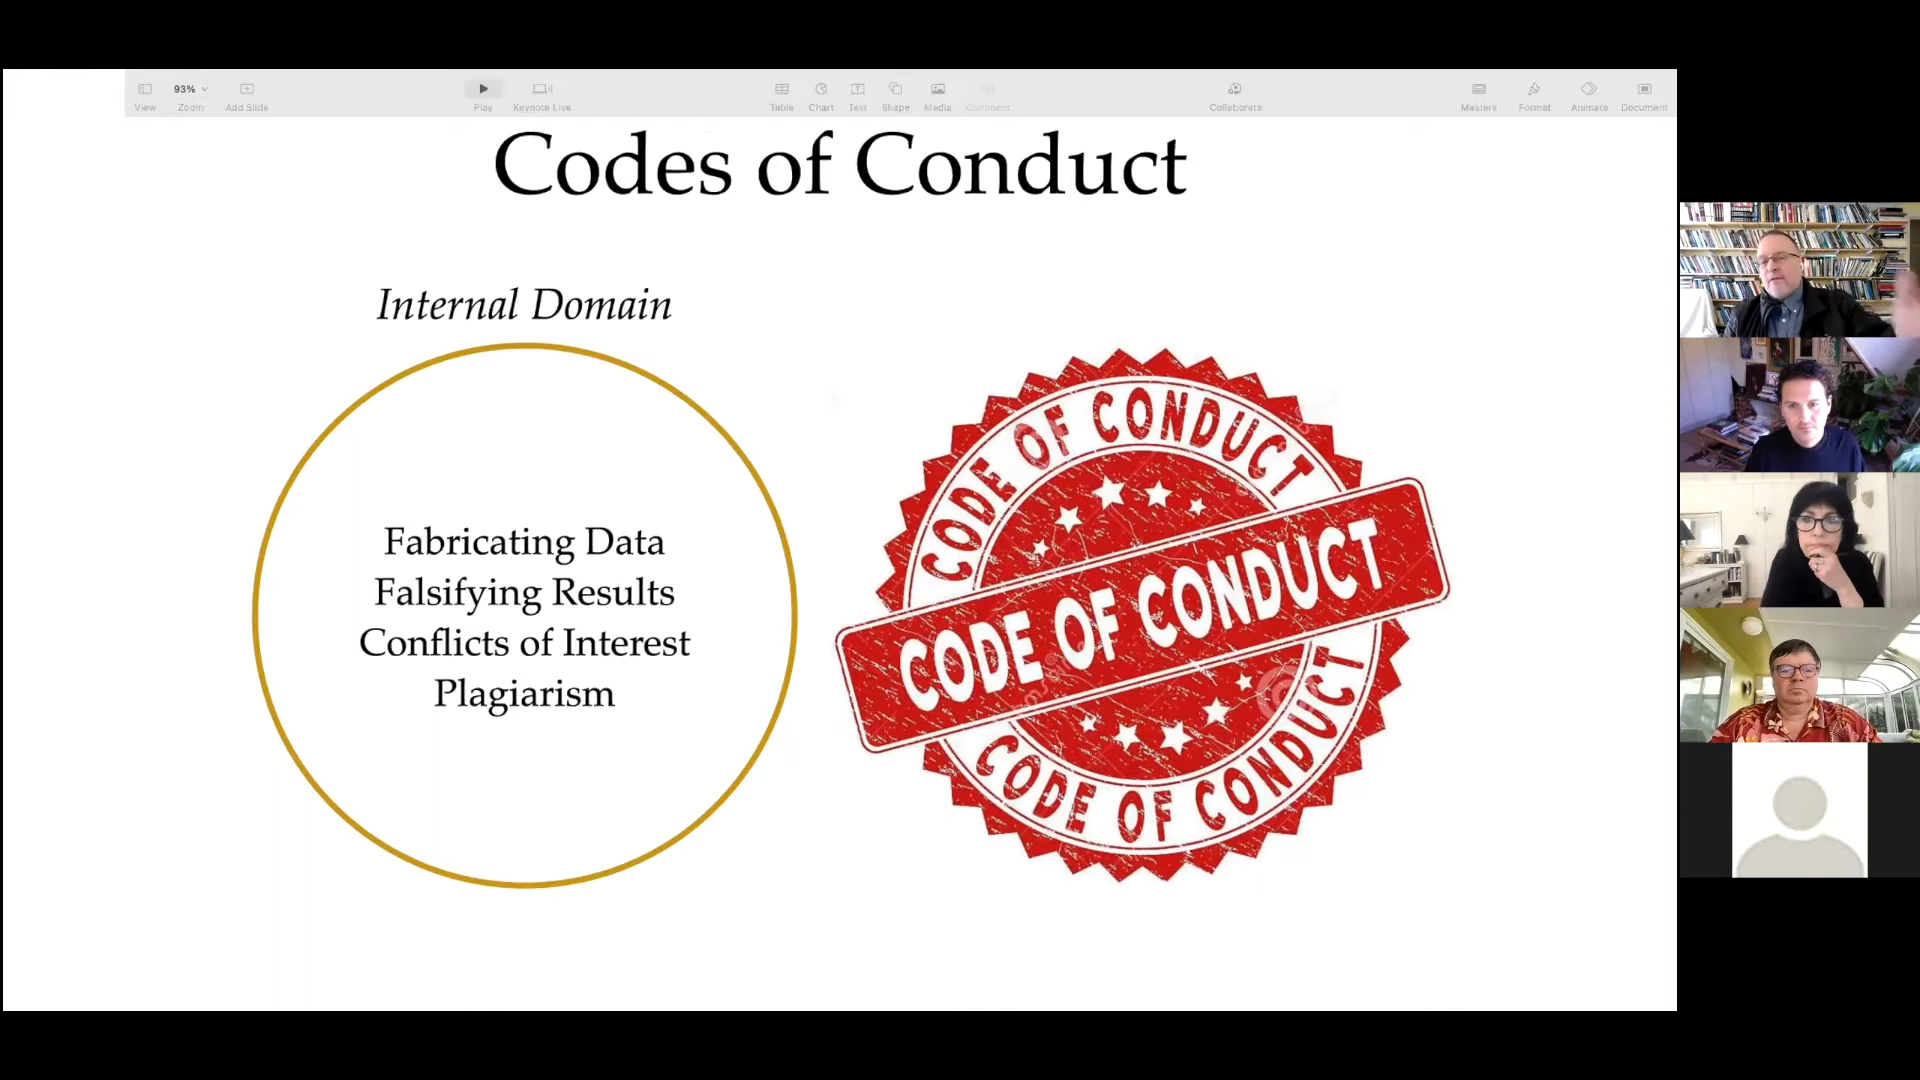 View
93%
Zoom
Add Slide
Play
Keynote Live
Table
Chart
Text
Shape
Media
Comment
Collaborate
Masters
Format
Animate
Document
Codes of Conduct
Internal Domain
Fabricating Data
Falsifying Results
Conflicts of Interest
Plagiarism
CODE OF CONDUCT
CODE OF CONDUCT
CODE OF CONDUCT